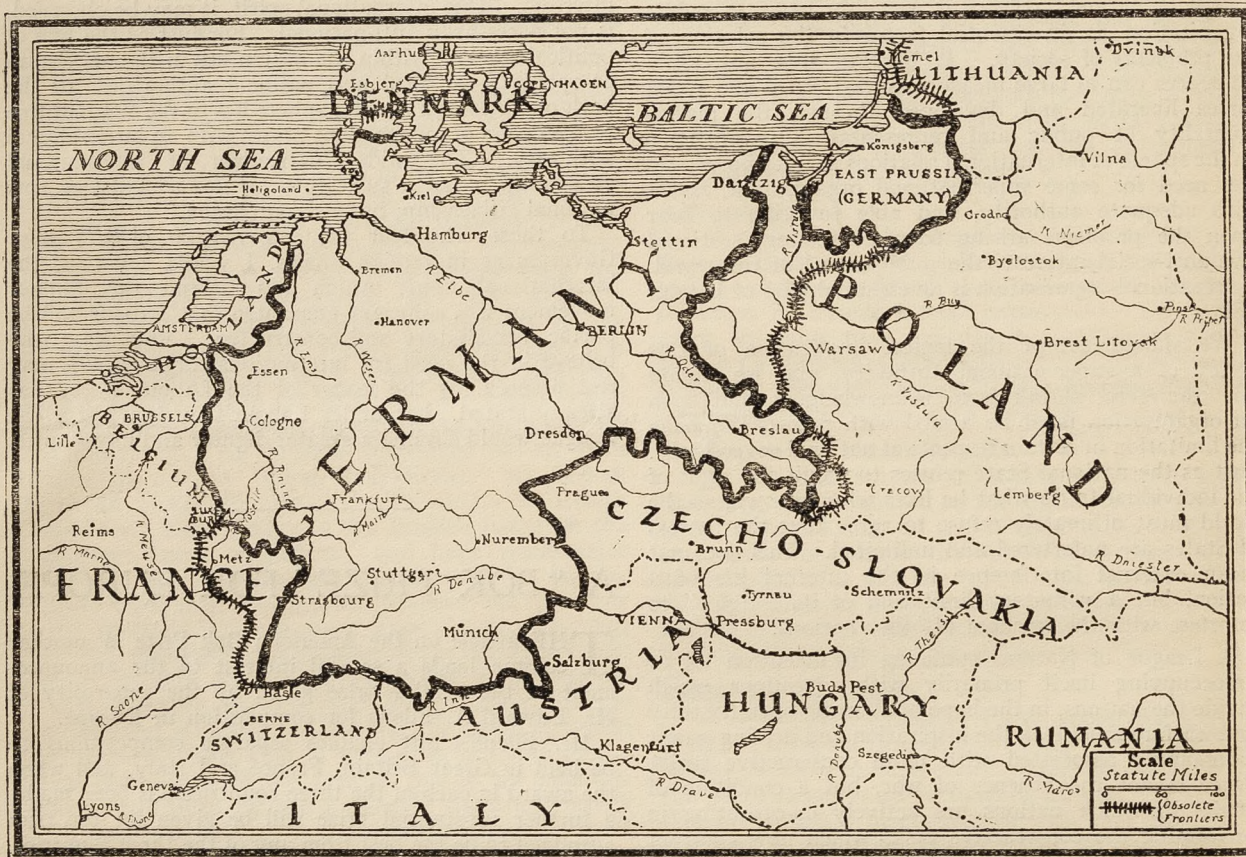 Aarhus
Esbjerg
COPENHAGEN
DENMARK
BALTIC SEA
Memel
LITHUANIA
Dvinsk
NORTH SEA
Heligoland
Kiel
Dantzig
Königsberg
EAST PRUSSIA
(GERMANY)
Vilna
Grodno
R. Niemen
Hamburg
Stettin
R. Vistula
Byelostok
Bremen
R. Elbe
HOLLAND
AMSTERDAM
Hanover
BERLIN
GERMANY
POLAND
R. Bug
Pinsk
R. Pripet
Warsaw
Brest Litovsk
R. Ems
R. Weser
R. Oder
Essen
BRUSSELS
BELGIUM
Lille
Cologne
Dresden
Breslau
R. Vistula
R. Rhine
Prague
Cracow
Lemberg
Frankfurt
R. Main
R. Moselle
Reims
R. Marne
R. Meuse
Metz
Nuremberg
CZECHO-SLOVAKIA
Brunn
R. Dniester
FRANCE
Stuttgart
R. Danube
Strasbourg
Tyrnau
Schemnitz
Munich
VIENNA
Pressburg
R. Theiss
Salzburg
R. Saone
Basle
R. Inn
AUSTRIA
Buda Pest
HUNGARY
BERNE
SWITZERLAND
RUMANIA
Klagenfurt
R. Danube
Szegedin
Geneva
R. Drave
R. Maros
Lyons
R. Rhone
ITALY
Scale
Statute Miles
0 60 100
Obsolete
Frontiers